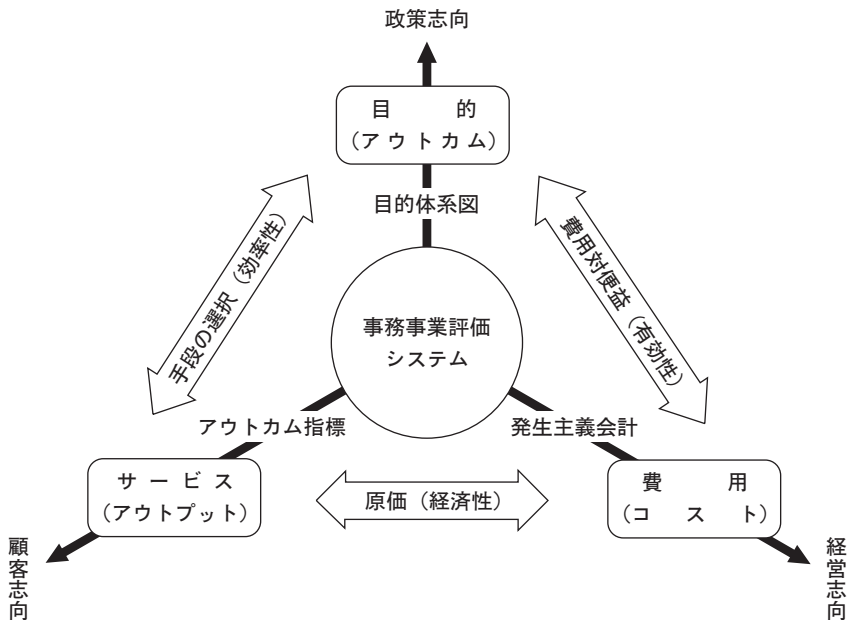 政策志向
目的
（アウトカム）
目的体系図
手段の選択（効率性）
費用対便益（有効性）
事務事業評価
システム
アウトカム指標
発生主義会計
サービス
（アウトプット）
原価（経済性）
費用
（コスト）
顧客志向
経営志向